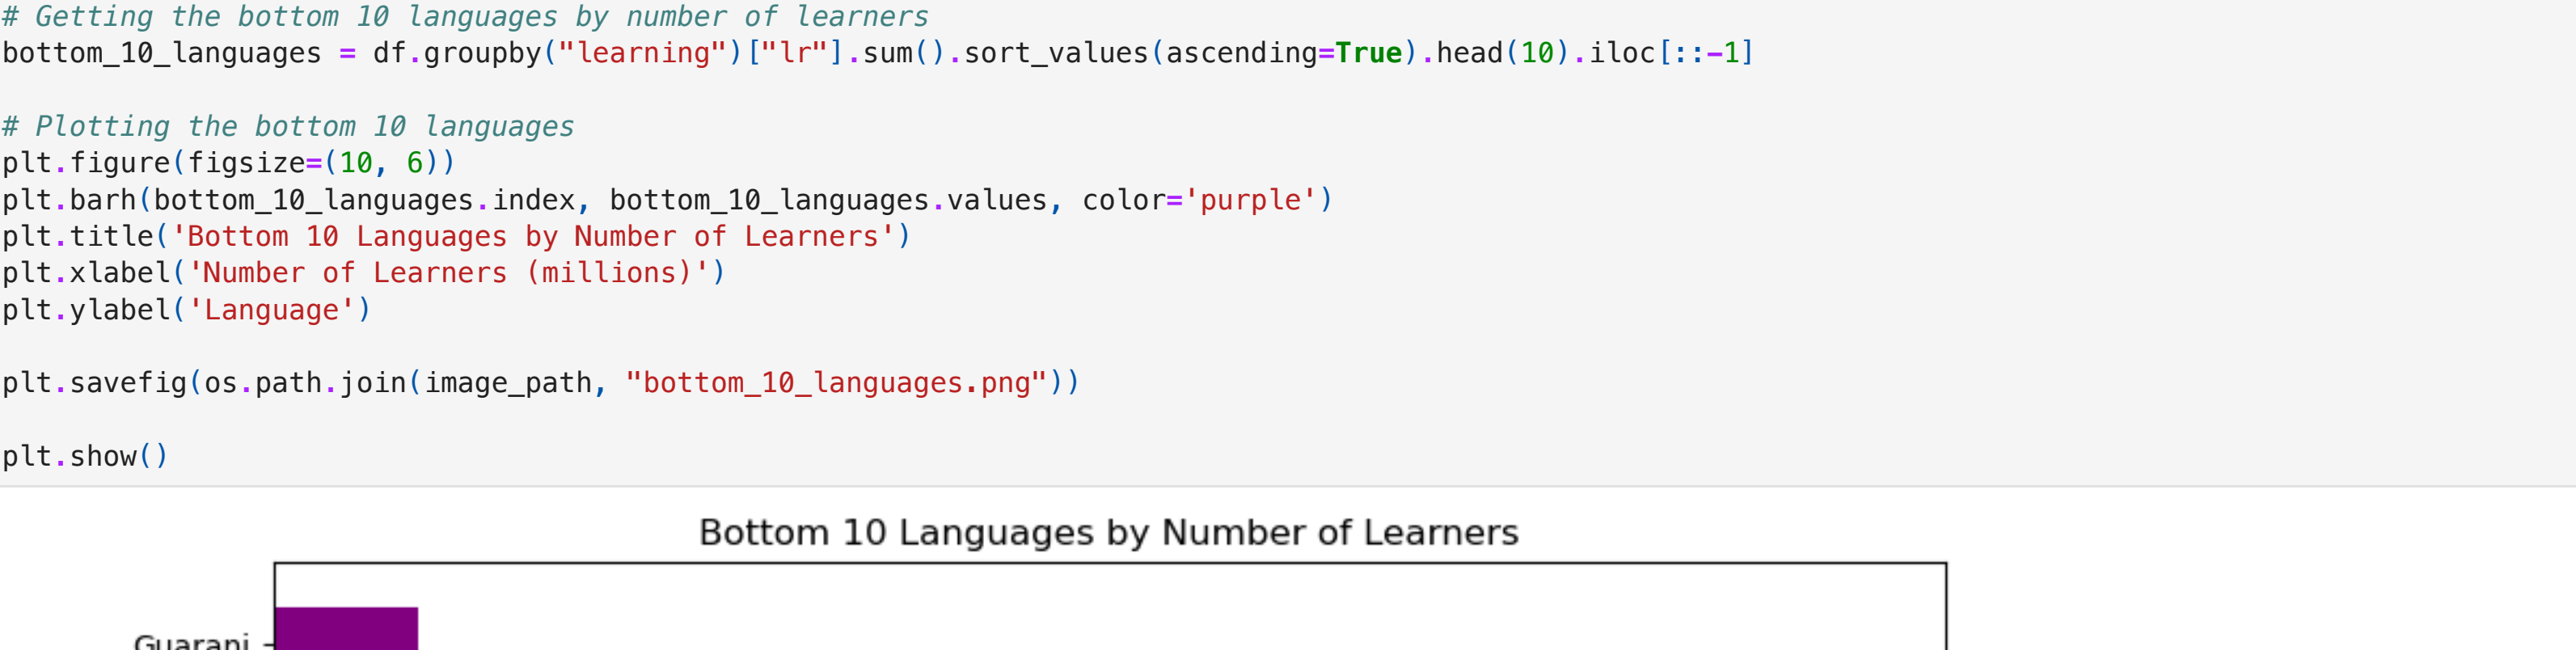 # Getting the bottom 10 languages by number of learners
bottom_10_languages = df.groupby("learning")["lr"].sum().sort_values(ascending=True).head(10).iloc[::-1]
# Plotting the bottom 10 languages
plt.figure(figsize=(10, 6))
plt.barh(bottom_10_languages.index, bottom_10_languages.values, color='purple')
plt.title('Bottom 10 Languages by Number of Learners')
plt.xlabel('Number of Learners (millions)')
plt.ylabel('Language')
plt.savefig(os.path.join(image_path, "bottom_10_languages.png"))
plt.show()
Bottom 10 Languages by Number of Learners
Guarani